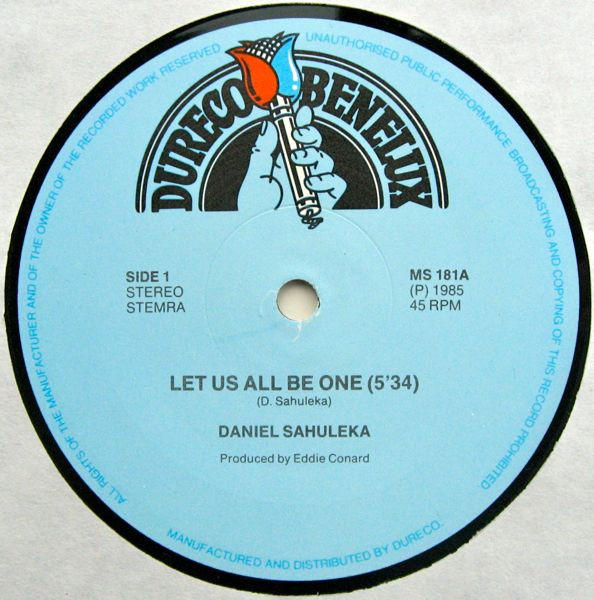 ALL RIGHTS OF THE MANUFACTURER AND OF THE OWNER OF THE RECORDED WORK RESERVED
UNAUTHORISED PUBLIC PERFORMANCE BROADCASTING AND COPYING OF THIS RECORD PROHIBITED.
DURECO BENELUX
SIDE 1
STEREO
STEMRA
MS 181A
(P) 1985
45 RPM
LET US ALL BE ONE (5'34)
(D. Sahuleka)
DANIEL SAHULEKA
Produced by Eddie Conard
MANUFACTURED AND DISTRIBUTED BY DURECO.